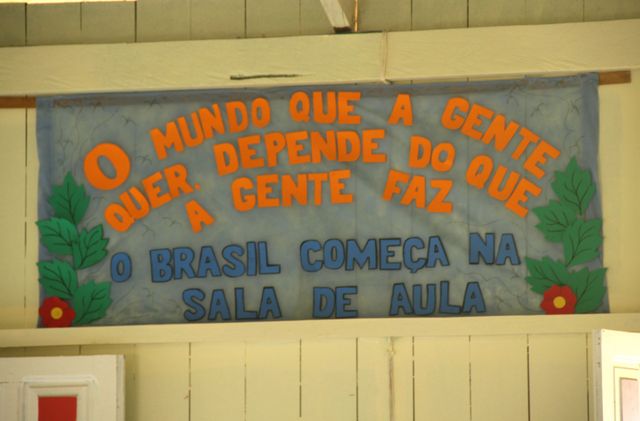 O MUNDO QUE A GENTE
QUER. DEPENDE DO QUE
A GENTE FAZ
O BRASIL COMEÇA NA
SALA DE AULA